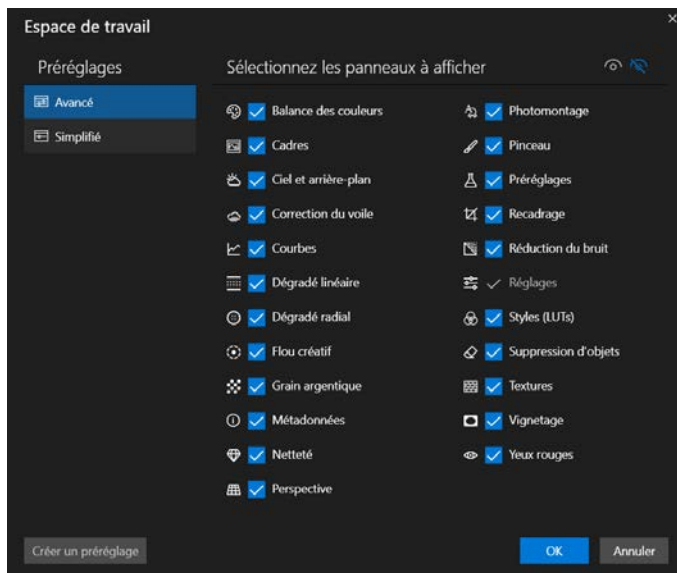 Espace de travail
Préréglages
Sélectionnez les panneaux à afficher
Avancé
Simplifié
Balance des couleurs
Cadres
Ciel et arrière-plan
Correction du voile
Courbes
Dégradé linéaire
Dégradé radial
Flou créatif
Grain argentique
Métadonnées
Netteté
Perspective
Photomontage
Pinceau
Préréglages
Recadrage
Réduction du bruit
Réglages
Styles (LUTs)
Suppression d'objets
Textures
Vignetage
Yeux rouges
Créer un préréglage
OK
Annuler